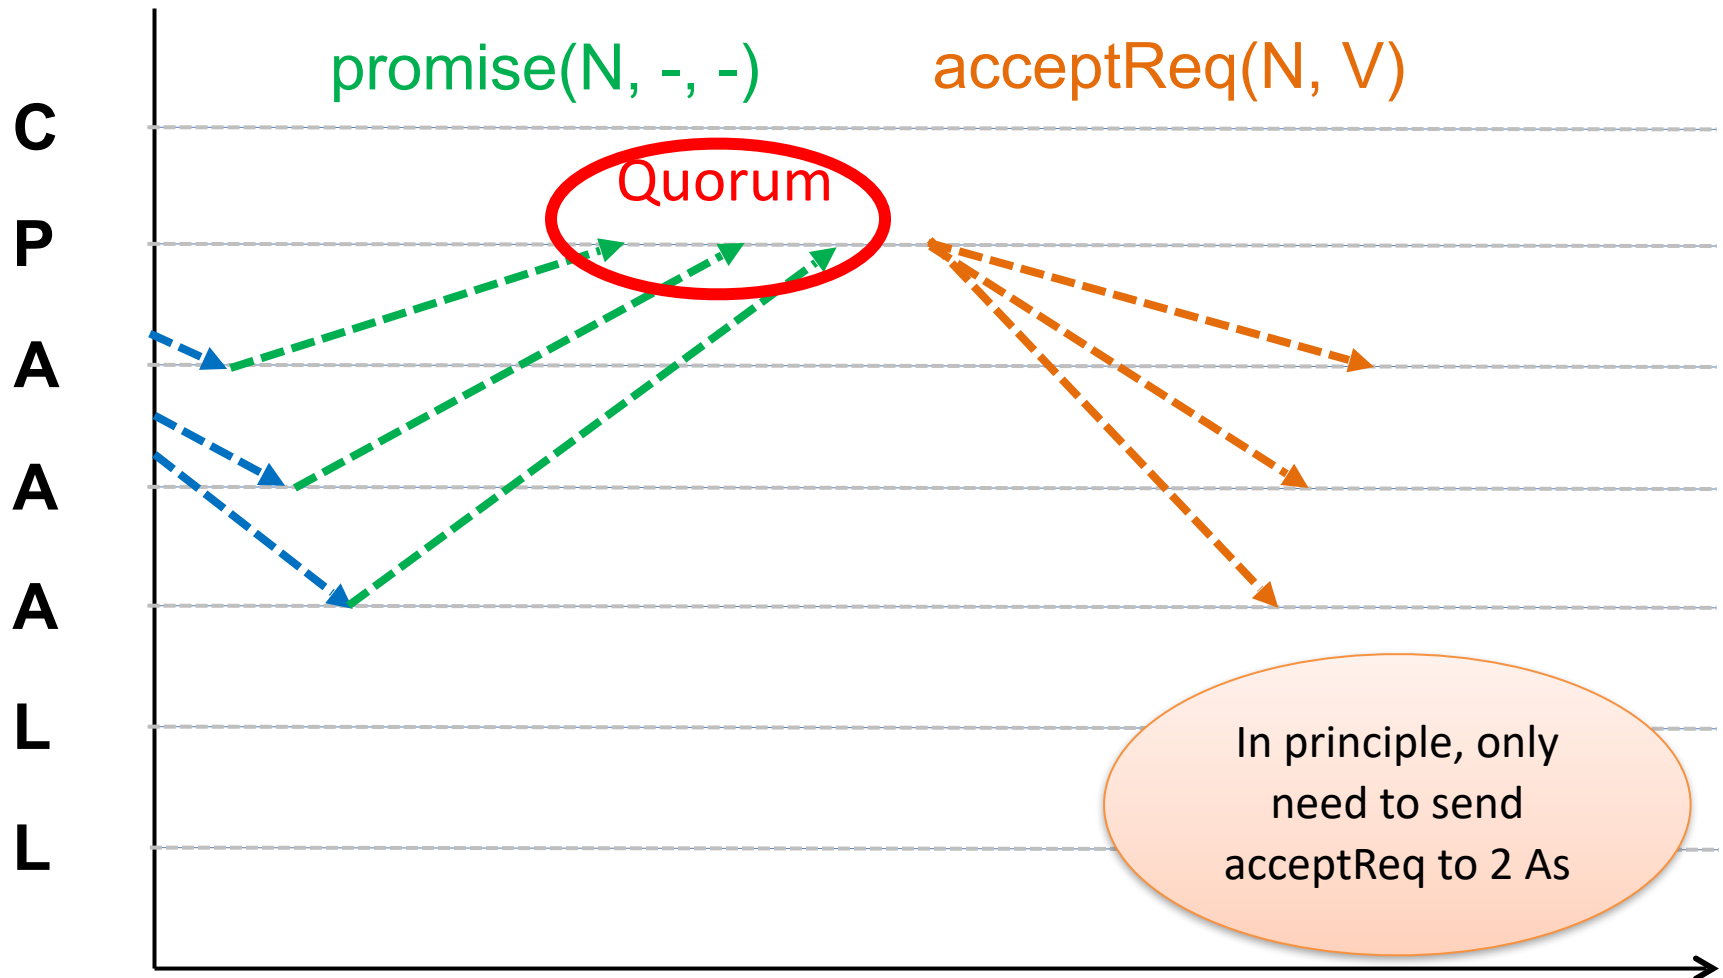 promise(N, -, -)
acceptReq(N, V)
C
Quorum
P
A
A
A
L
In principle, only
need to send
acceptReq to 2 As
L